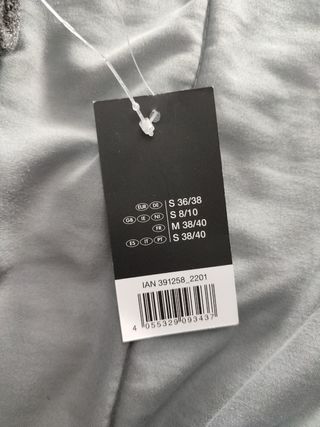 EUR DE S 36/38
GB IE NI S 8/10
FR M 38/40
ES IT PT S 38/40
IAN 391258_2201
4 055329 093437